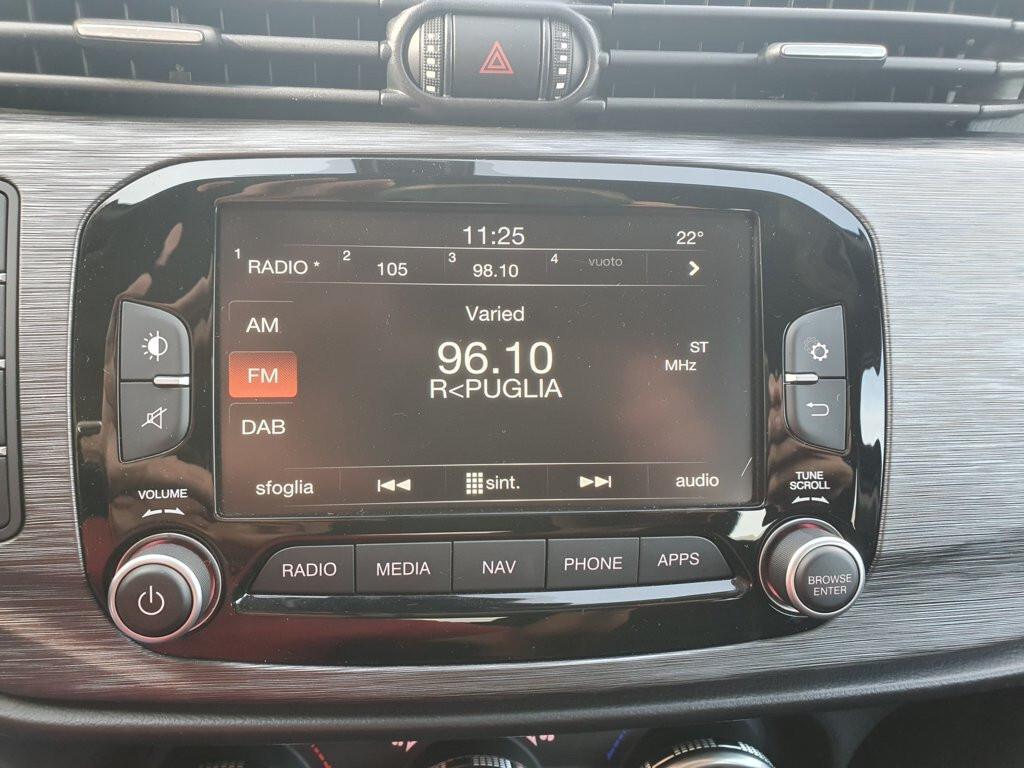 11:25 22°
1 RADIO * 2 105 3 98.10 4 vuoto
Varied
AM
96.10 ST
MHz
FM
R<PUGLIA
DAB
sfoglia sint. audio
VOLUME
TUNE
SCROLL
RADIO MEDIA NAV PHONE APPS
BROWSE
ENTER